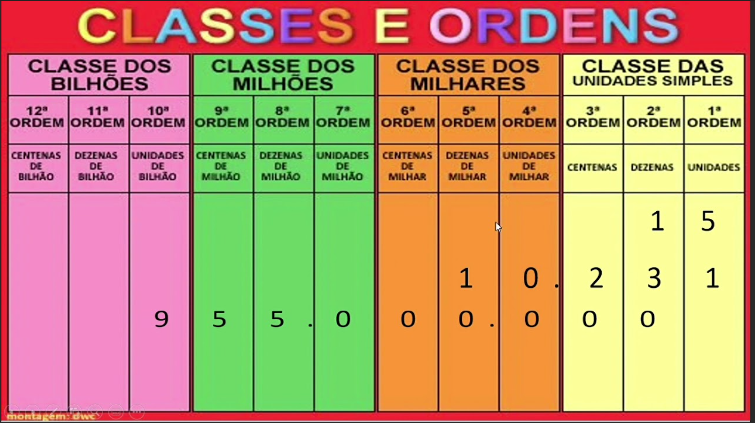 CLASSES E ORDENS
CLASSE DOS BILHÕES
CLASSE DOS MILHÕES
CLASSE DOS MILHARES
CLASSE DAS UNIDADES SIMPLES
12ª ORDEM
11ª ORDEM
10ª ORDEM
9ª ORDEM
8ª ORDEM
7ª ORDEM
6ª ORDEM
5ª ORDEM
4ª ORDEM
3ª ORDEM
2ª ORDEM
1ª ORDEM
CENTENAS DE BILHÃO
DEZENAS DE BILHÃO
UNIDADES DE BILHÃO
CENTENAS DE MILHÃO
DEZENAS DE MILHÃO
UNIDADES DE MILHÃO
CENTENAS DE MILHAR
DEZENAS DE MILHAR
UNIDADES DE MILHAR
CENTENAS
DEZENAS
UNIDADES
1 5
1 0 . 2 3 1
9 5 5 . 0 0 0 . 0 0 0
montagem: dwc